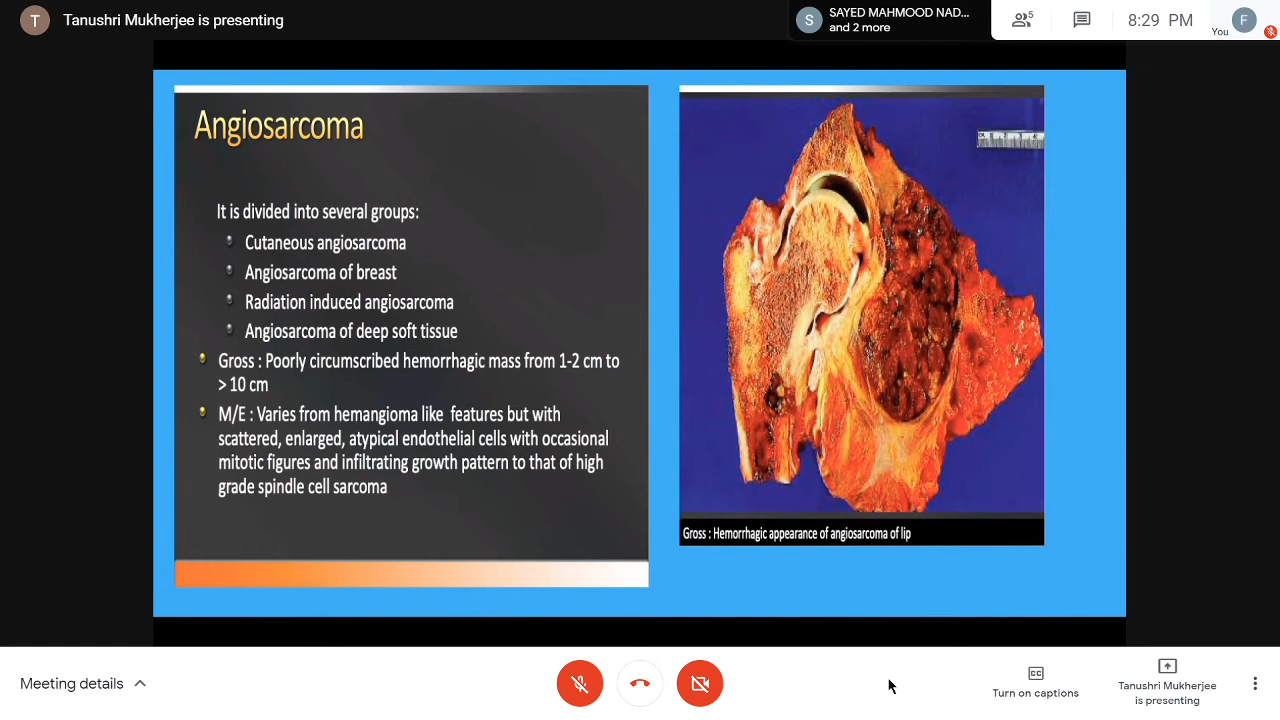 T
Tanushri Mukherjee is presenting
S
SAYED MAHMOOD NAD...
and 2 more
5
8:29 PM
You
F
Angiosarcoma
It is divided into several groups:
Cutaneous angiosarcoma
Angiosarcoma of breast
Radiation induced angiosarcoma
Angiosarcoma of deep soft tissue
Gross : Poorly circumscribed hemorrhagic mass from 1-2 cm to
> 10 cm
M/E : Varies from hemangioma like features but with
scattered, enlarged, atypical endothelial cells with occasional
mitotic figures and infiltrating growth pattern to that of high
grade spindle cell sarcoma
Gross : Hemorrhagic appearance of angiosarcoma of lip
Meeting details
CC
Turn on captions
Tanushri Mukherjee
is presenting